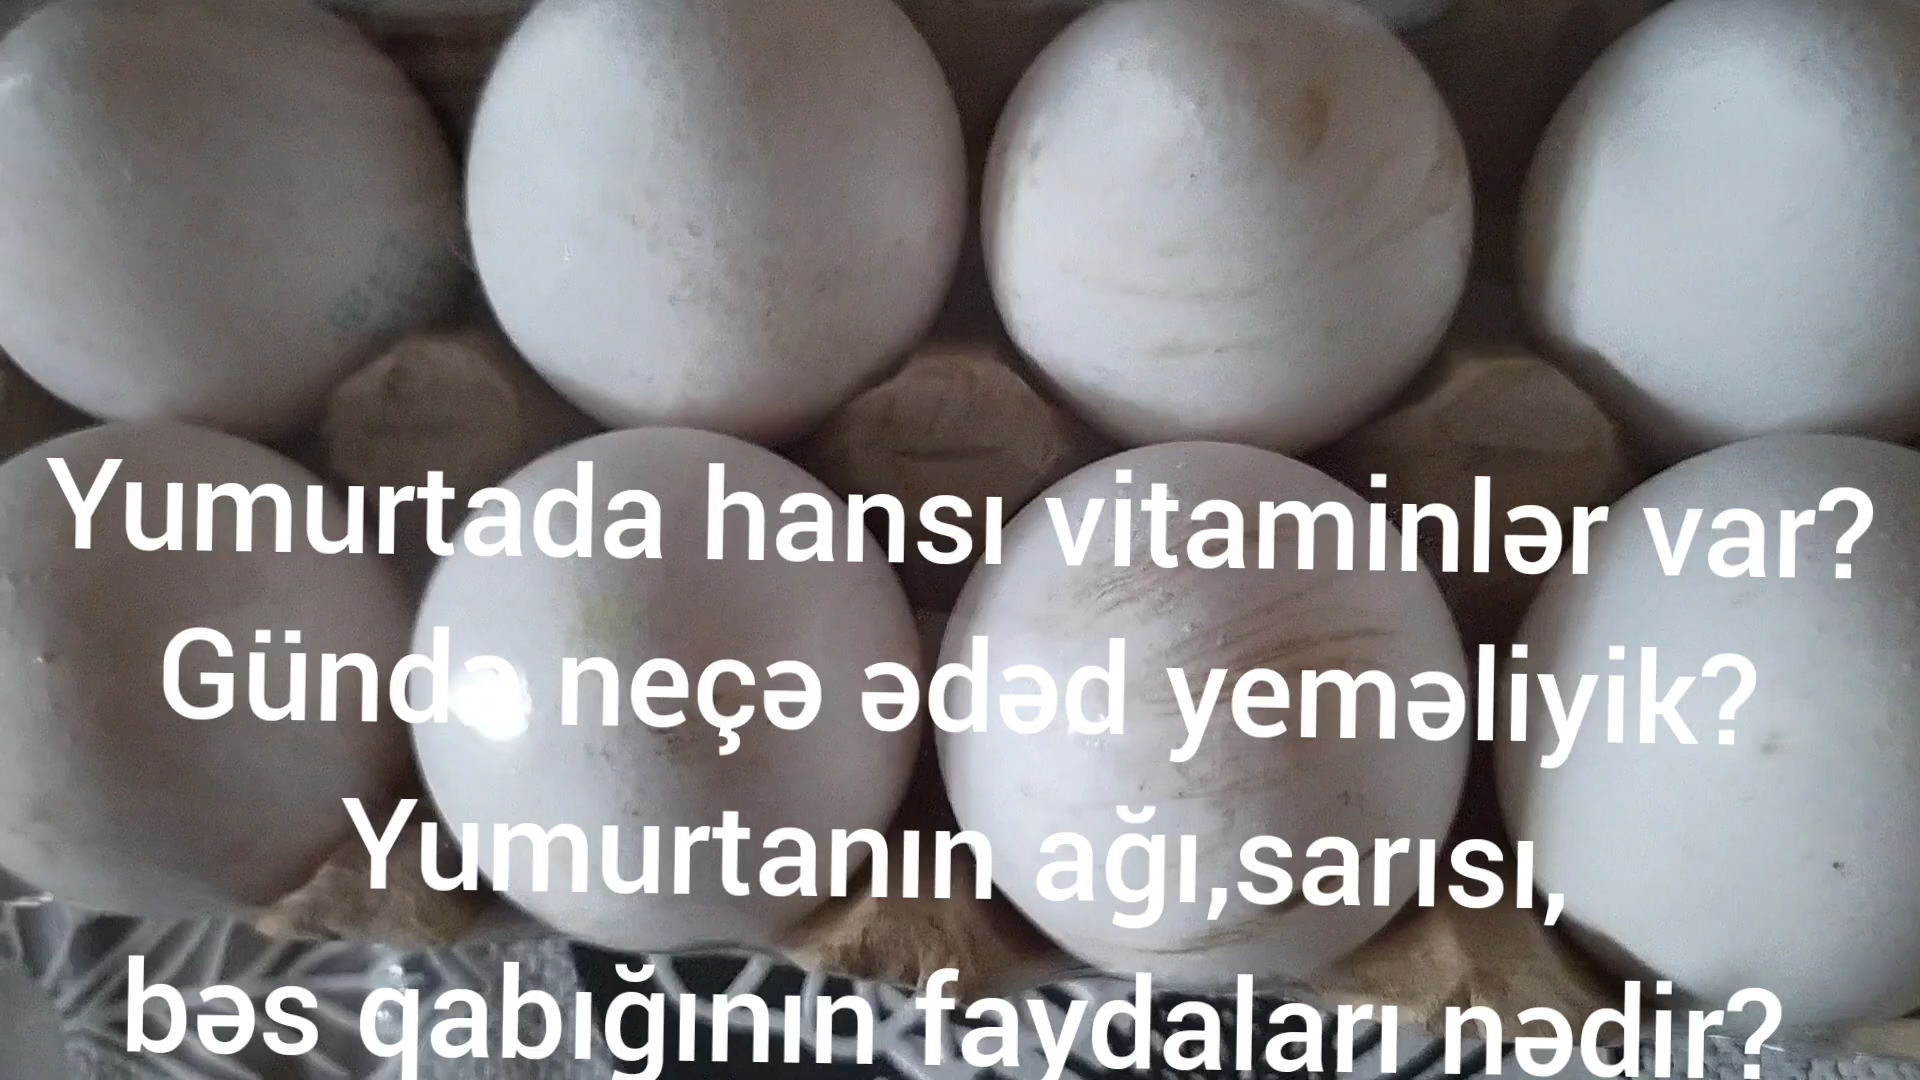 Yumurtada hansı vitaminlər var?
Gündə neçə ədəd yeməliyik?
Yumurtanın ağı,sarısı,
bəs qabığının faydaları nədir?